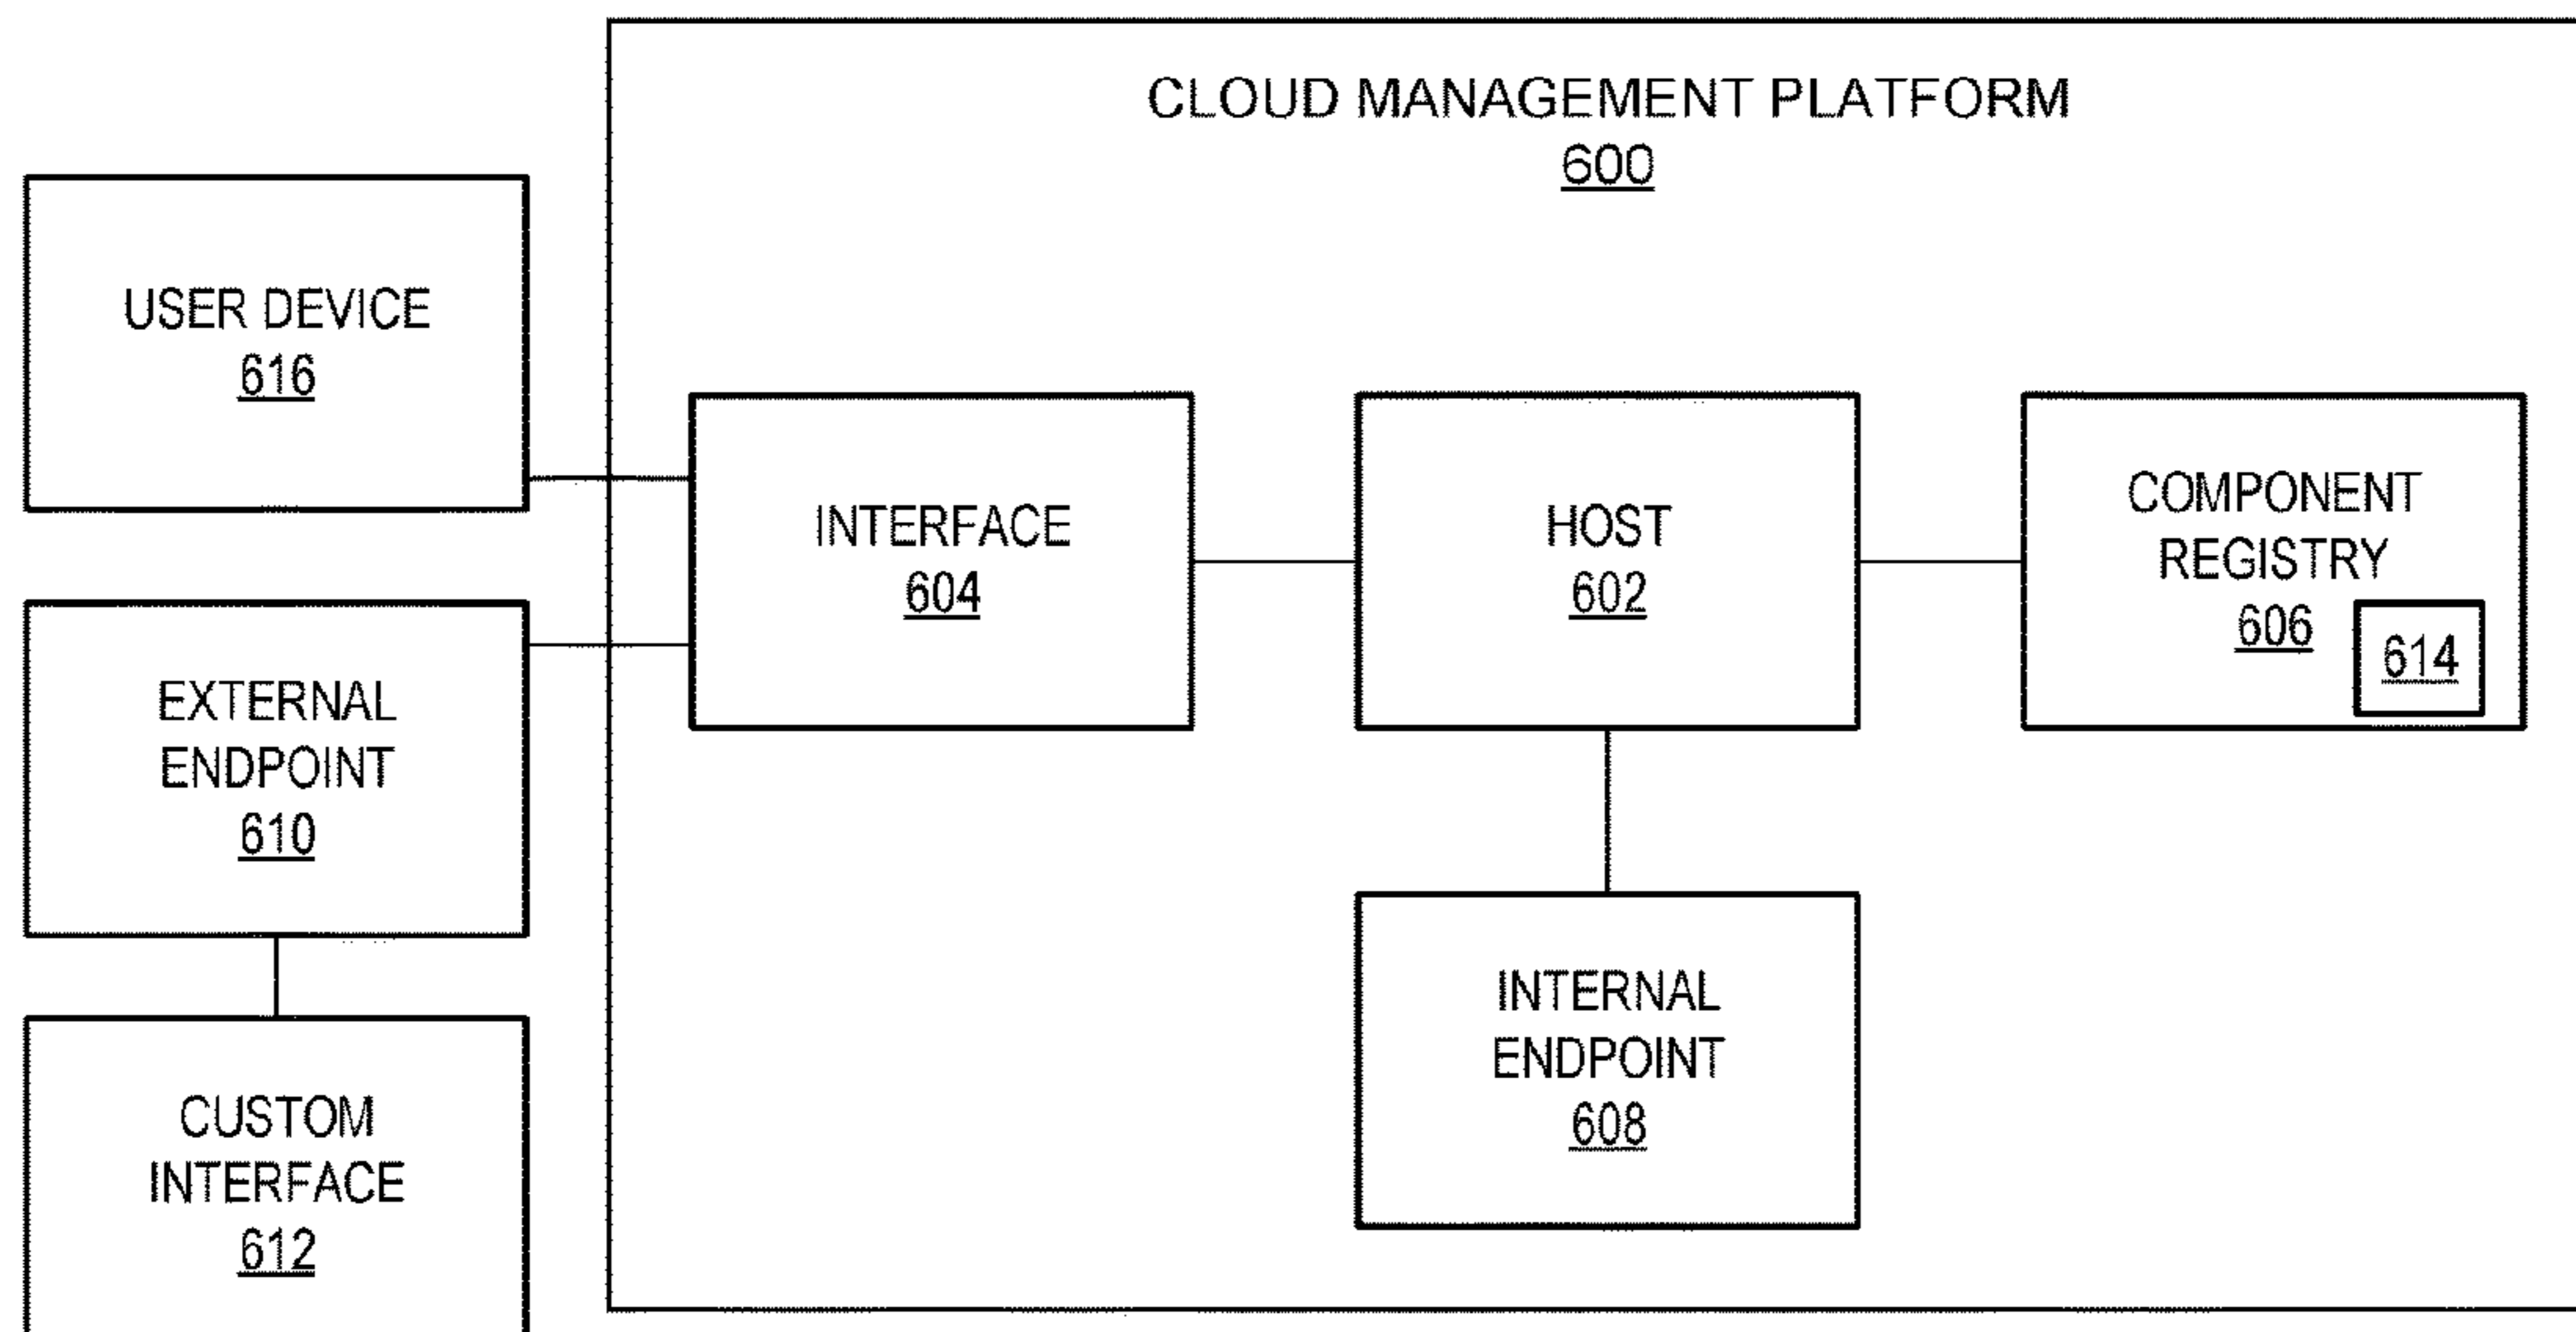 CLOUD MANAGEMENT PLATFORM
600
USER DEVICE
616
INTERFACE
604
HOST
602
COMPONENT
REGISTRY
606
614
EXTERNAL
ENDPOINT
610
INTERNAL
ENDPOINT
608
CUSTOM
INTERFACE
612